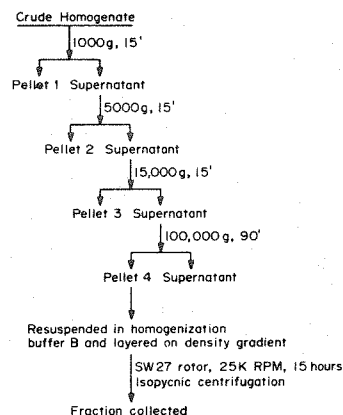 Crude Homogenate
1000g, 15'
Pellet 1 Supernatant
5000g, 15'
Pellet 2 Supernatant
15,000g, 15'
Pellet 3 Supernatant
100,000g, 90'
Pellet 4 Supernatant
Resuspended in homogenization
buffer B and layered on density gradient
SW27 rotor, 25K RPM, 15 hours
Isopycnic centrifugation
Fraction collected